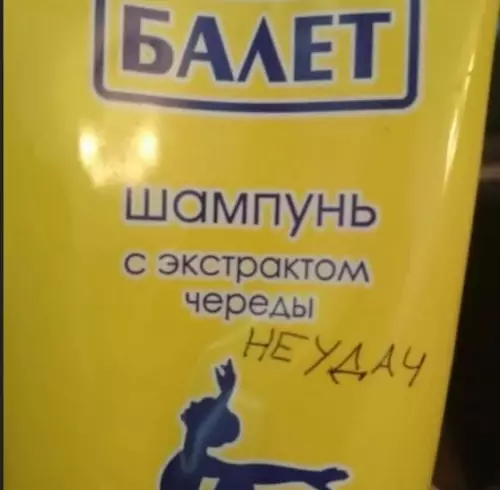 БАЛЕТ
шампунь
с экстрактом
череды
НЕУДАЧ